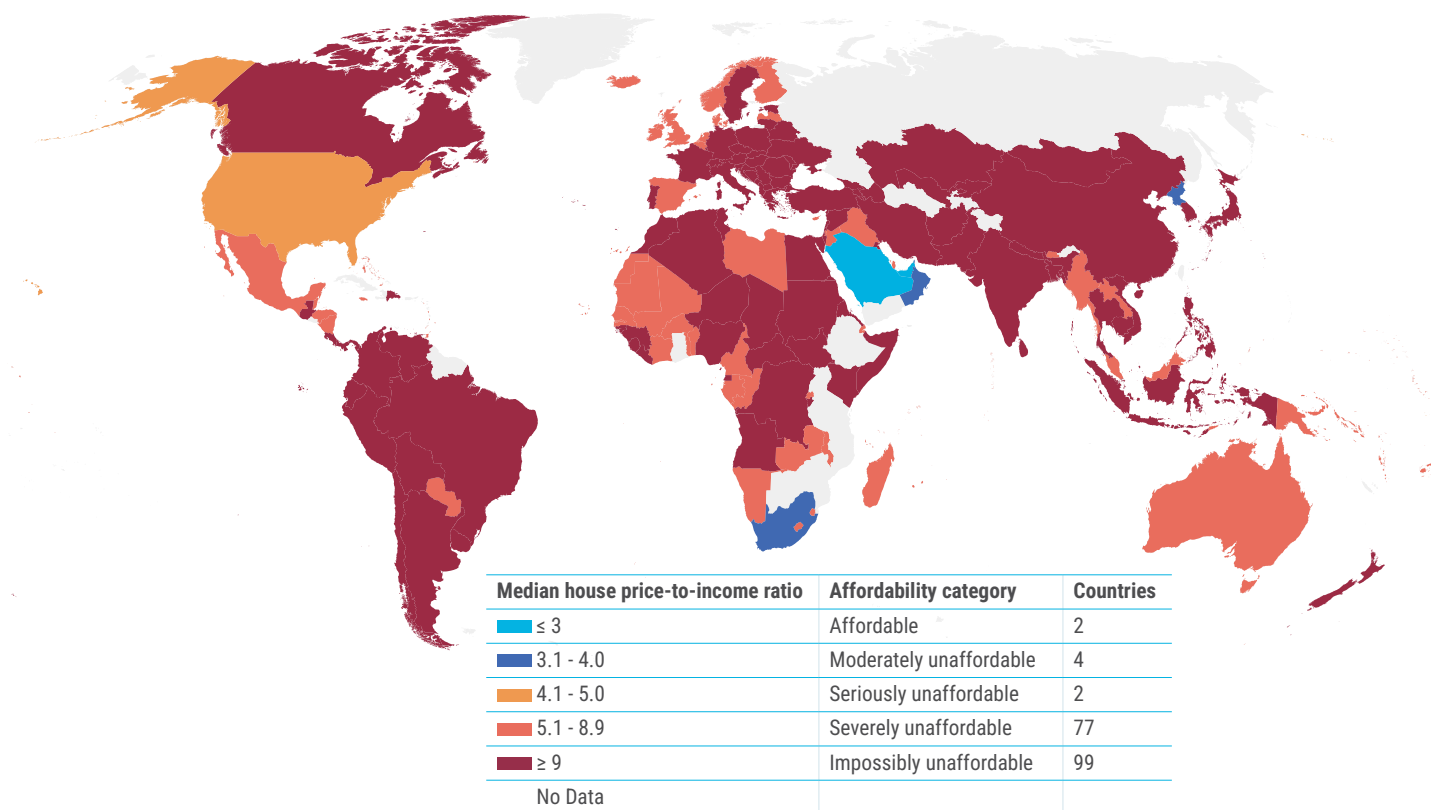 Median house price-to-income ratio Affordability category Countries
≤ 3 Affordable 2
3.1 - 4.0 Moderately unaffordable 4
4.1 - 5.0 Seriously unaffordable 2
5.1 - 8.9 Severely unaffordable 77
≥ 9 Impossibly unaffordable 99
No Data